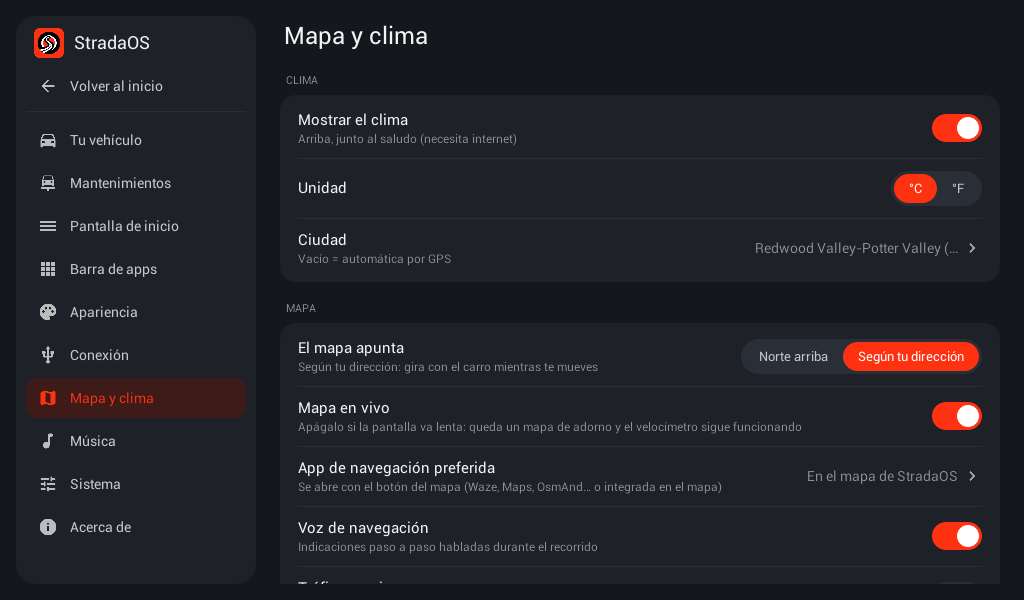 StradaOS
Volver al inicio
Tu vehículo
Mantenimientos
Pantalla de inicio
Barra de apps
Apariencia
Conexión
Mapa y clima
Música
Sistema
Acerca de
Mapa y clima
CLIMA
Mostrar el clima
Arriba, junto al saludo (necesita internet)
Unidad
°C °F
Ciudad
Vacío = automática por GPS
Redwood Valley-Potter Valley (...
MAPA
El mapa apunta
Según tu dirección: gira con el carro mientras te mueves
Norte arriba Según tu dirección
Mapa en vivo
Apágalo si la pantalla va lenta: queda un mapa de adorno y el velocímetro sigue funcionando
App de navegación preferida
Se abre con el botón del mapa (Waze, Maps, OsmAnd... o integrada en el mapa)
En el mapa de StradaOS
Voz de navegación
Indicaciones paso a paso habladas durante el recorrido